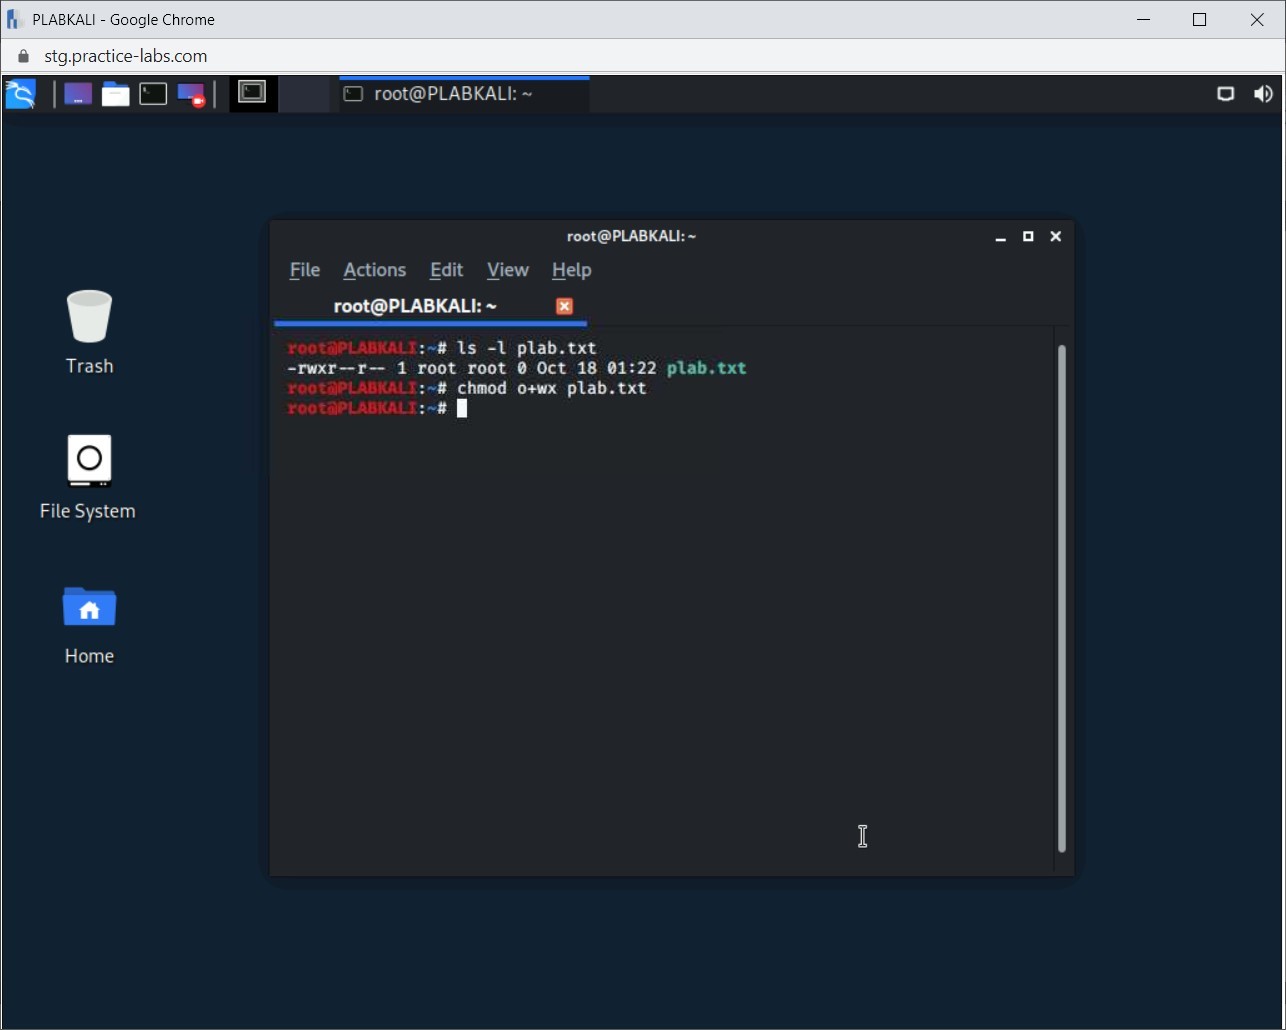 PLABKALI - Google Chrome
stg.practice-labs.com
root@PLABKALI: ~
root@PLABKALI: ~
File Actions Edit View Help
root@PLABKALI: ~
root@PLABKALI:~# ls -l plab.txt
-rwxr--r-- 1 root root 0 Oct 18 01:22 plab.txt
root@PLABKALI:~# chmod o+wx plab.txt
root@PLABKALI:~#
Trash
File System
Home